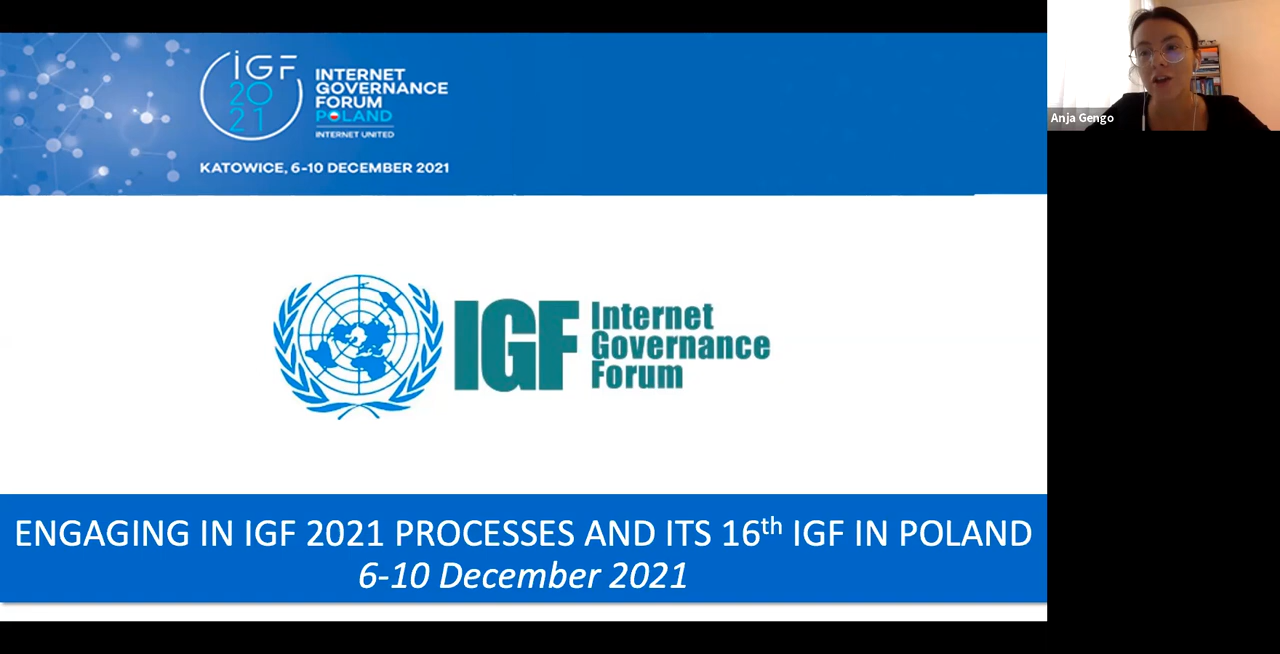 IGF
2021
INTERNET
GOVERNANCE
FORUM
POLAND
INTERNET UNITED
KATOWICE, 6-10 DECEMBER 2021
Anja Gengo
IGF
Internet
Governance
Forum
ENGAGING IN IGF 2021 PROCESSES AND ITS 16th IGF IN POLAND
6-10 December 2021